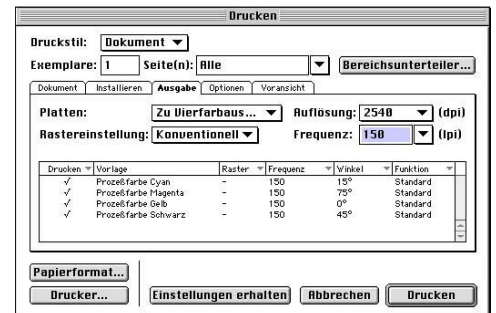 Drucken
Druckstil: Dokument
Exemplare: 1 Seite(n): Alle Bereichsunterteiler...
Dokument Installieren Ausgabe Optionen Voransicht
Platten: Zu Vierfarbaus... Auflösung: 2540 (dpi)
Rastereinstellung: Konventionell Frequenz: 150 (lpi)
Drucken Vorlage Raster Frequenz Winkel Funktion
√ Prozeßfarbe Cyan - 150 15° Standard
√ Prozeßfarbe Magenta - 150 75° Standard
√ Prozeßfarbe Gelb - 150 0° Standard
√ Prozeßfarbe Schwarz - 150 45° Standard
Papierformat...
Drucker... Einstellungen erhalten Abbrechen Drucken